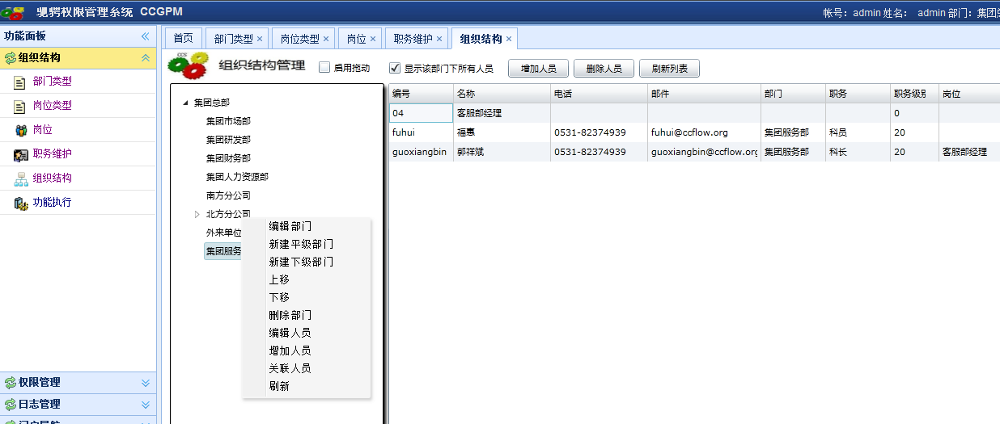 驰骋权限管理系统 CCGPM
帐号：admin 姓名： admin 部门：集团
功能面板
组织结构
部门类型
岗位类型
岗位
职务维护
组织结构
功能执行
权限管理
日志管理
首页 部门类型 岗位类型 岗位 职务维护 组织结构
CCS 组织结构管理 启用拖动 显示该部门下所有人员 增加人员 删除人员 刷新列表
集团总部
集团市场部
集团研发部
集团财务部
集团人力资源部
南方分公司
北方分公司
外来单位
集团服务
编辑部门
新建平级部门
新建下级部门
上移
下移
删除部门
编辑人员
增加人员
关联人员
刷新
编号 名称 电话 邮件 部门 职务 职务级别 岗位
04 客服部经理 0
fuhui 福惠 0531-82374939 fuhui@ccflow.org 集团服务部 科员 20
guoxiangbin 郭祥斌 0531-82374939 guoxiangbin@ccflow.org 集团服务部 科长 20 客服部经理